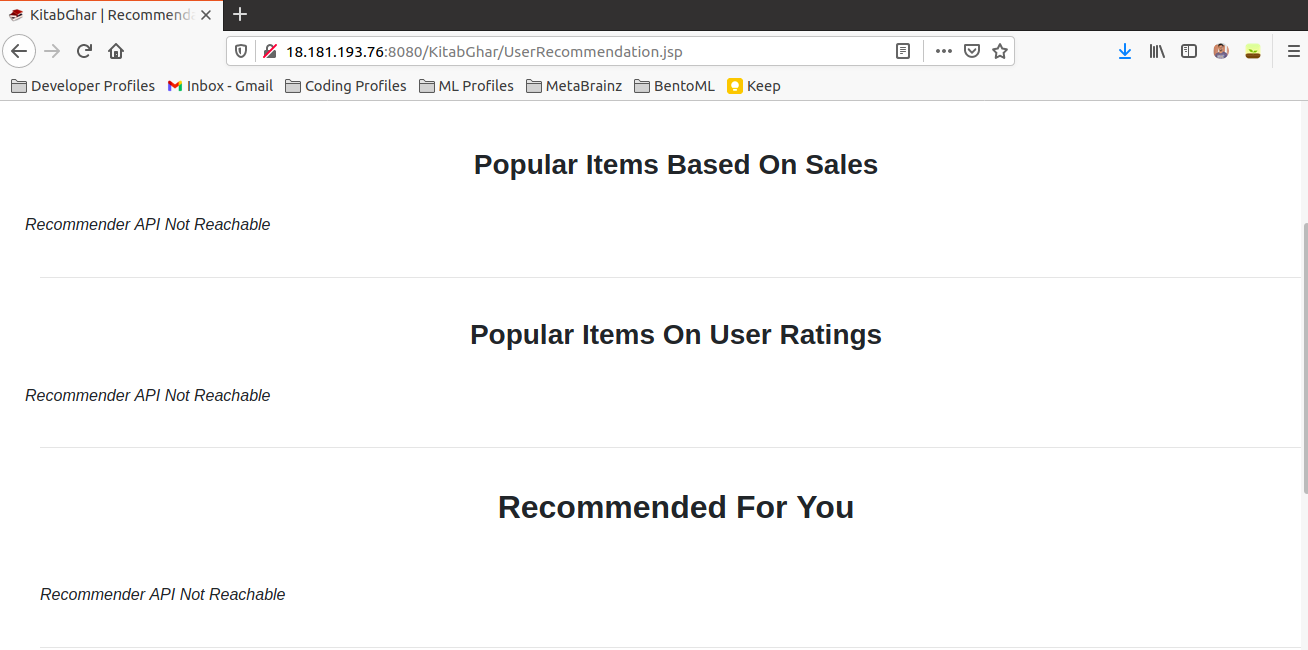 KitabGhar | Recommend
18.181.193.76:8080/KitabGhar/UserRecommendation.jsp
Developer Profiles Inbox - Gmail Coding Profiles ML Profiles MetaBrainz BentoML Keep
Popular Items Based On Sales
Recommender API Not Reachable
Popular Items On User Ratings
Recommender API Not Reachable
Recommended For You
Recommender API Not Reachable